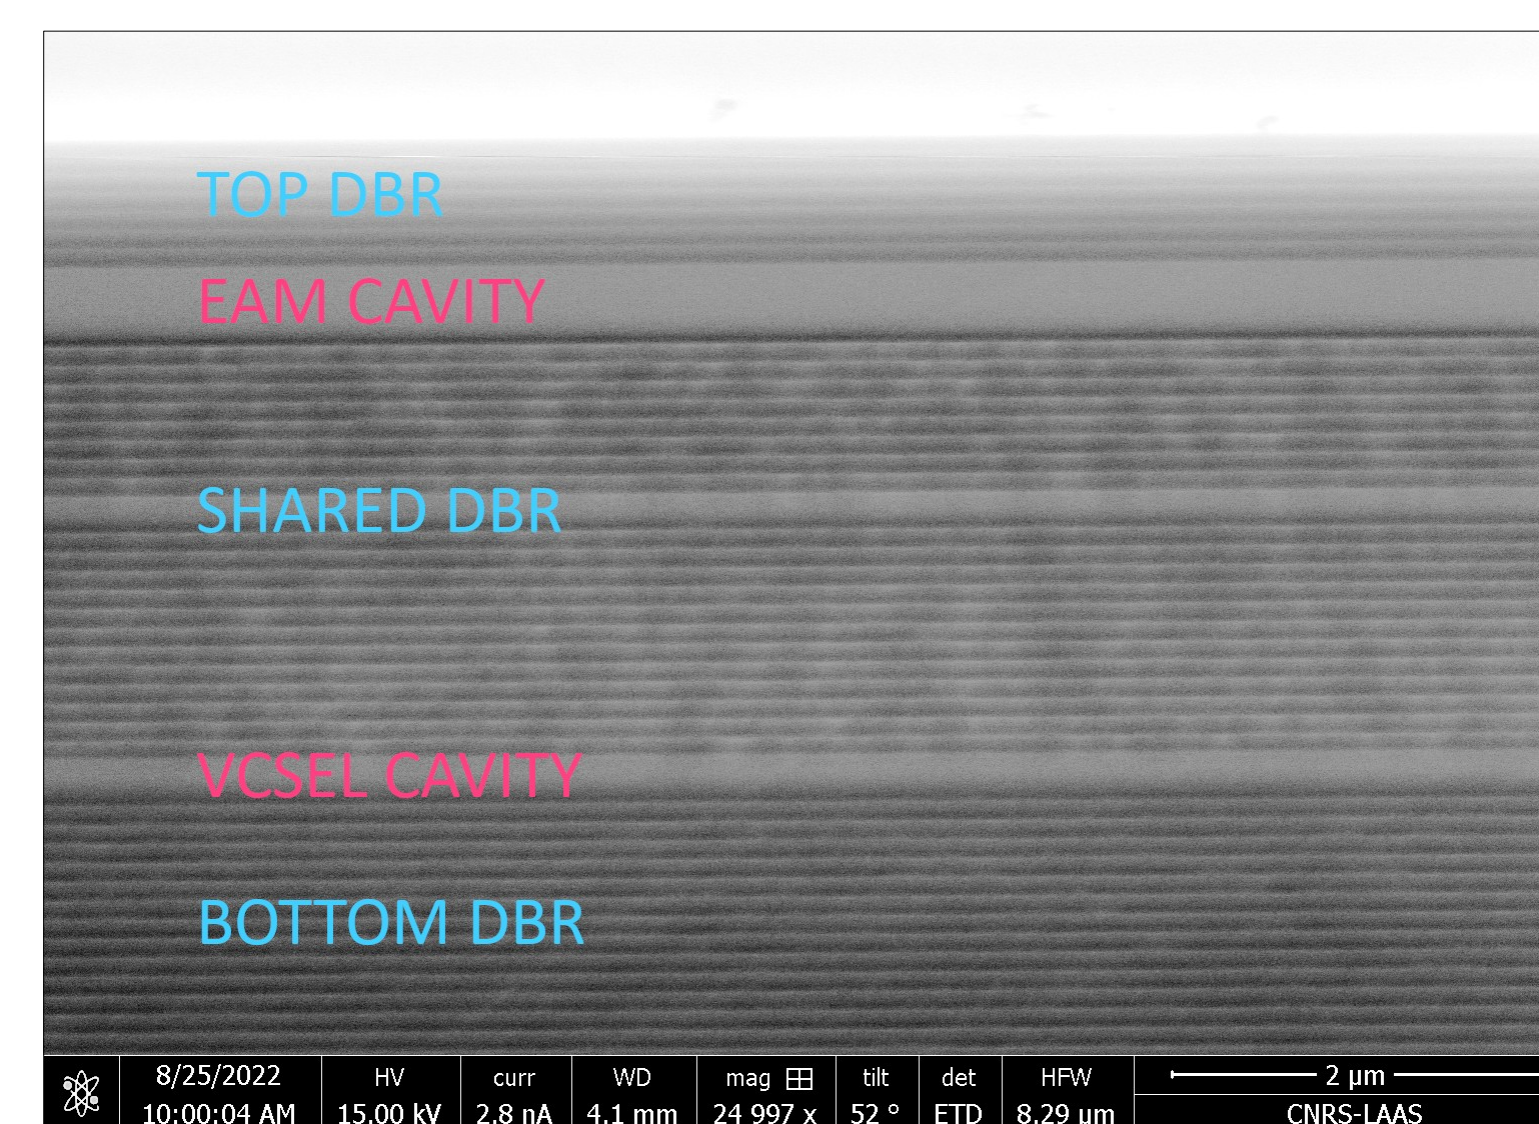 TOP DBR
EAM CAVITY
SHARED DBR
VCSEL CAVITY
BOTTOM DBR
8/25/2022 HV curr WD mag tilt det HFW 2 µm
10:00:04 AM 15.00 kV 2.8 nA 4.1 mm 24 997 x 52 ° ETD 8.29 µm CNRS-LAAS